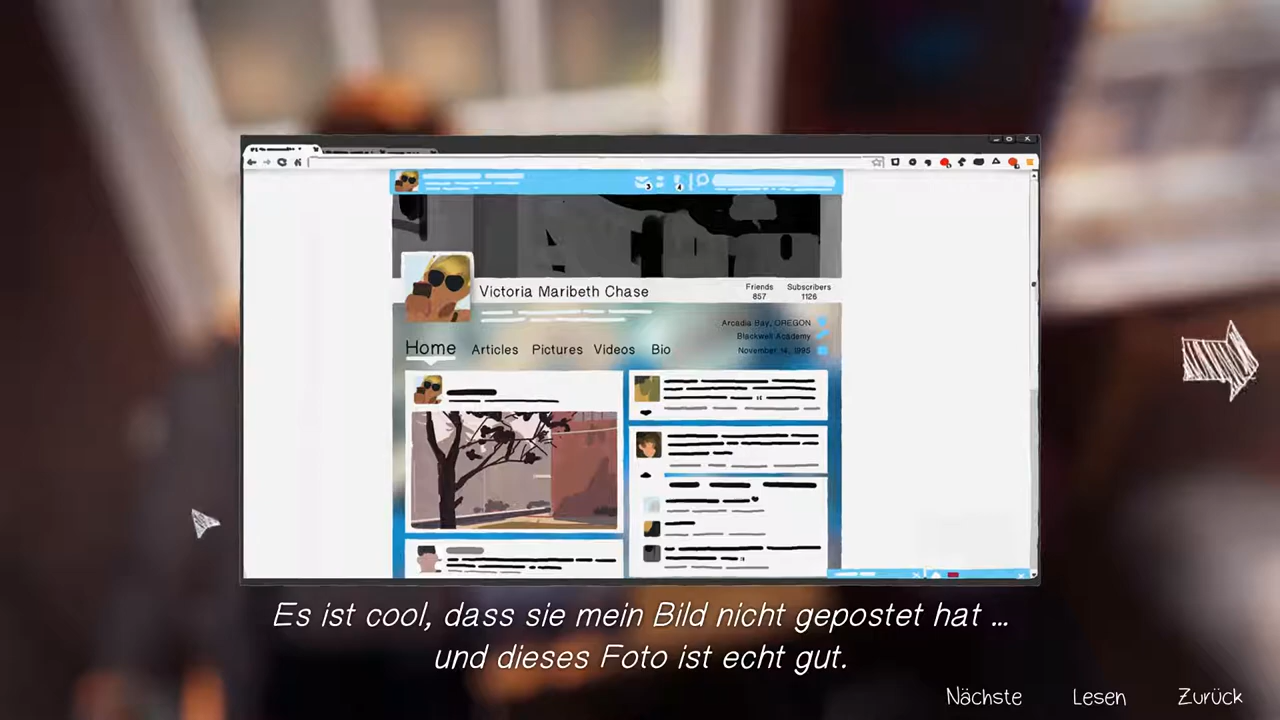 Victoria Maribeth Chase
Friends
857
Subscribers
1126
Arcadia Bay, OREGON
Blackwell Academy
November 14, 1995
Home Articles Pictures Videos Bio
Es ist cool, dass sie mein Bild nicht gepostet hat ...
und dieses Foto ist echt gut.
Nächste Lesen Zurück